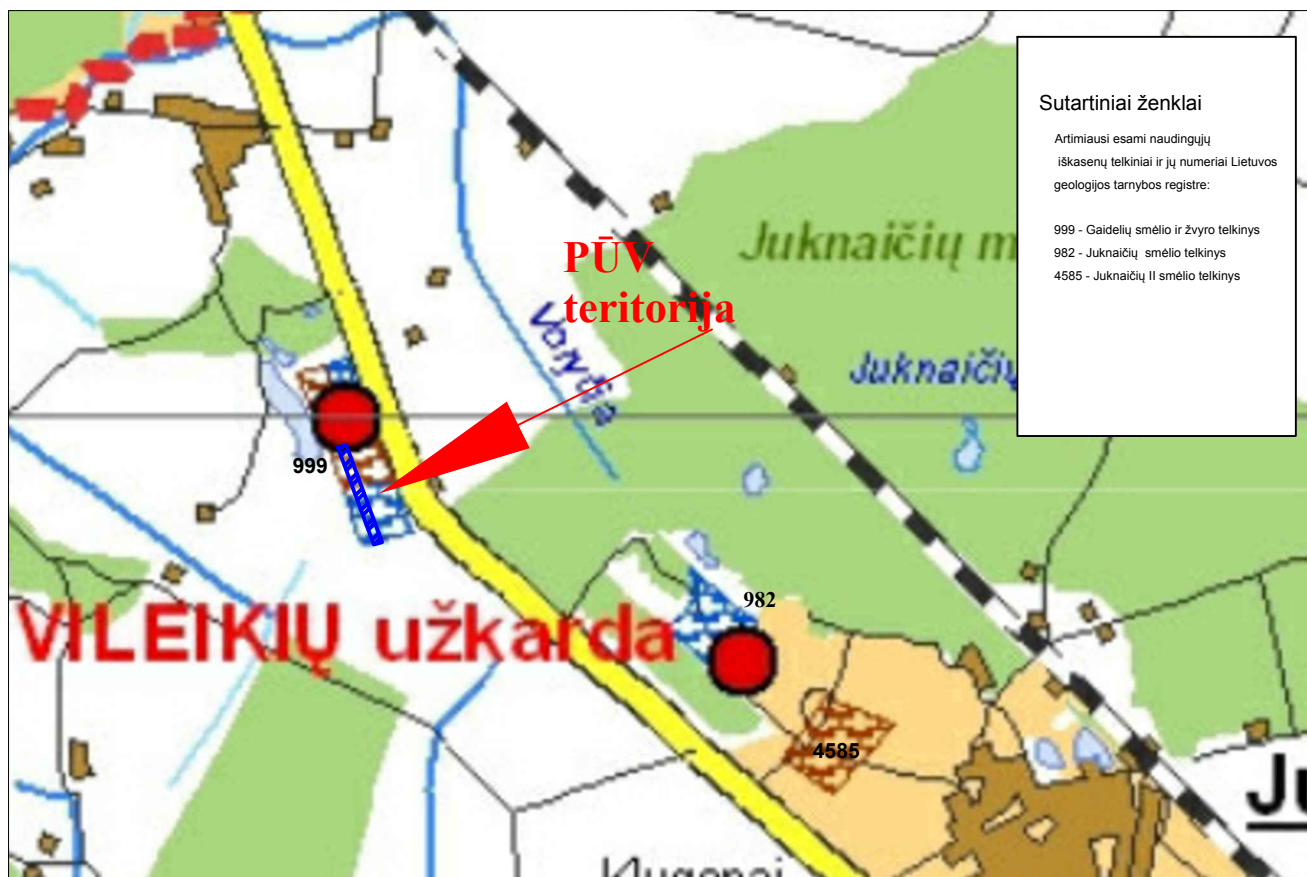 Sutartiniai ženklai
Artimiausi esami naudingųjų
iškasenų telkiniai ir jų numeriai Lietuvos
geologijos tarnybos registre:
999 - Gaidelių smėlio ir žvyro telkinys
982 - Juknaičių smėlio telkinys
4585 - Juknaičių II smėlio telkinys
Juknaičių m
PŪV
teritorija
Juknaičių
999
982
VILEIKIŲ užkarda
4585
Ju